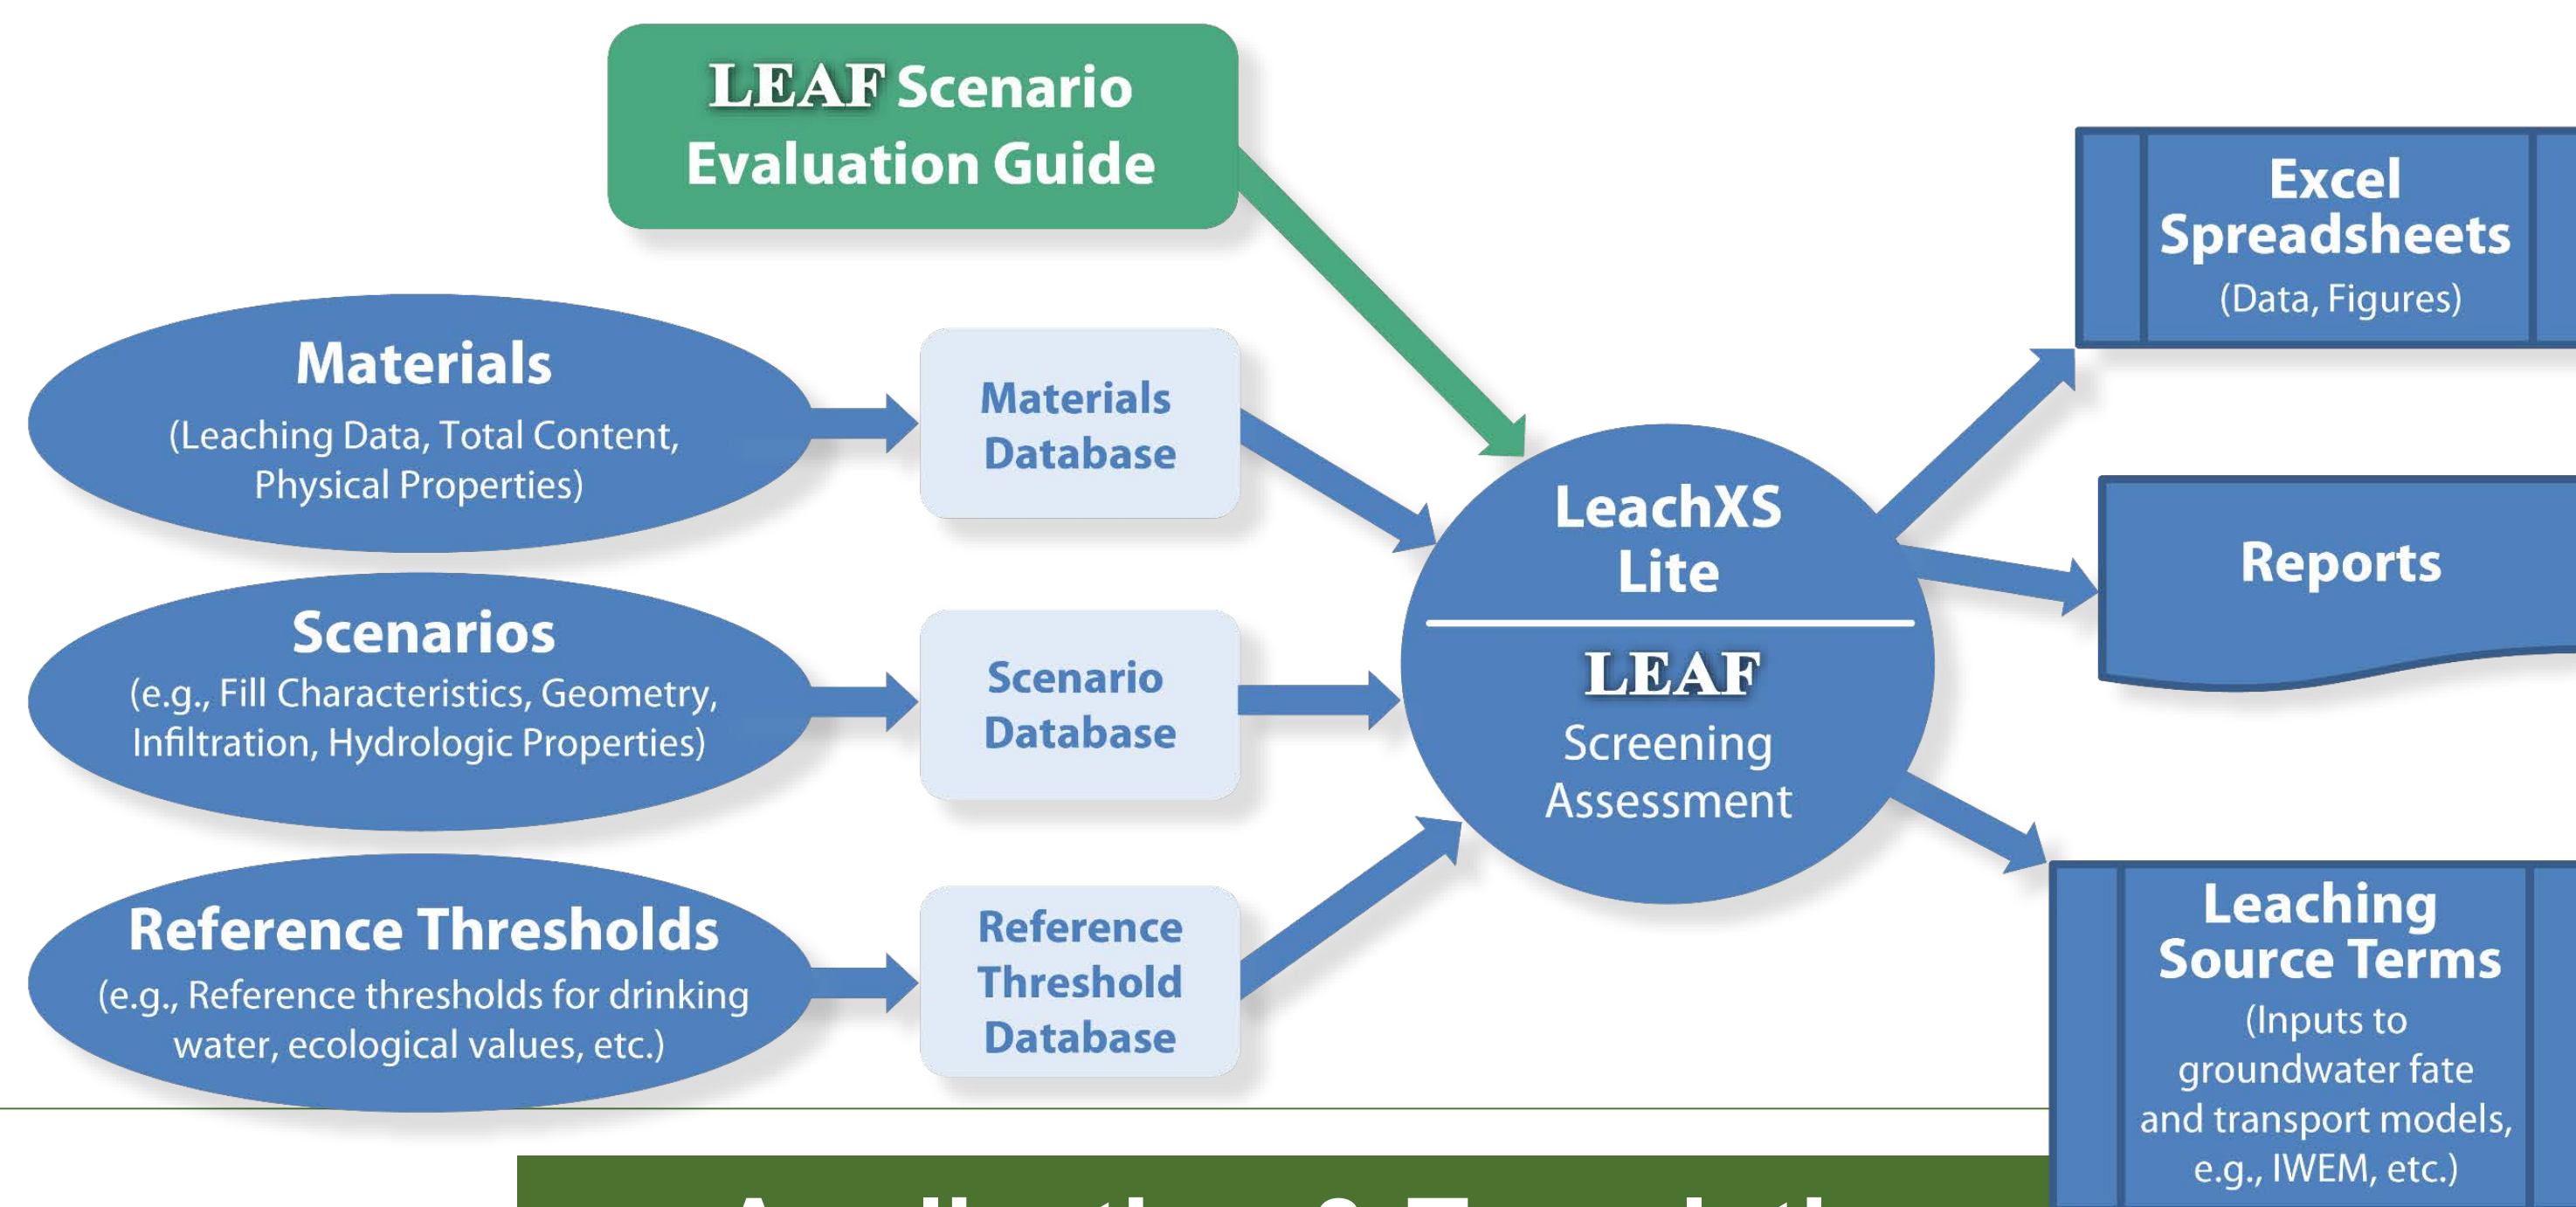 LEAF Scenario
Evaluation Guide
Materials
(Leaching Data, Total Content,
Physical Properties)
Materials
Database
Scenarios
(e.g., Fill Characteristics, Geometry,
Infiltration, Hydrologic Properties)
Scenario
Database
Reference Thresholds
(e.g., Reference thresholds for drinking
water, ecological values, etc.)
Reference
Threshold
Database
LeachXS
Lite
LEAF
Screening
Assessment
Excel
Spreadsheets
(Data, Figures)
Reports
Leaching
Source Terms
(Inputs to
groundwater fate
and transport models,
e.g., IWEM, etc.)